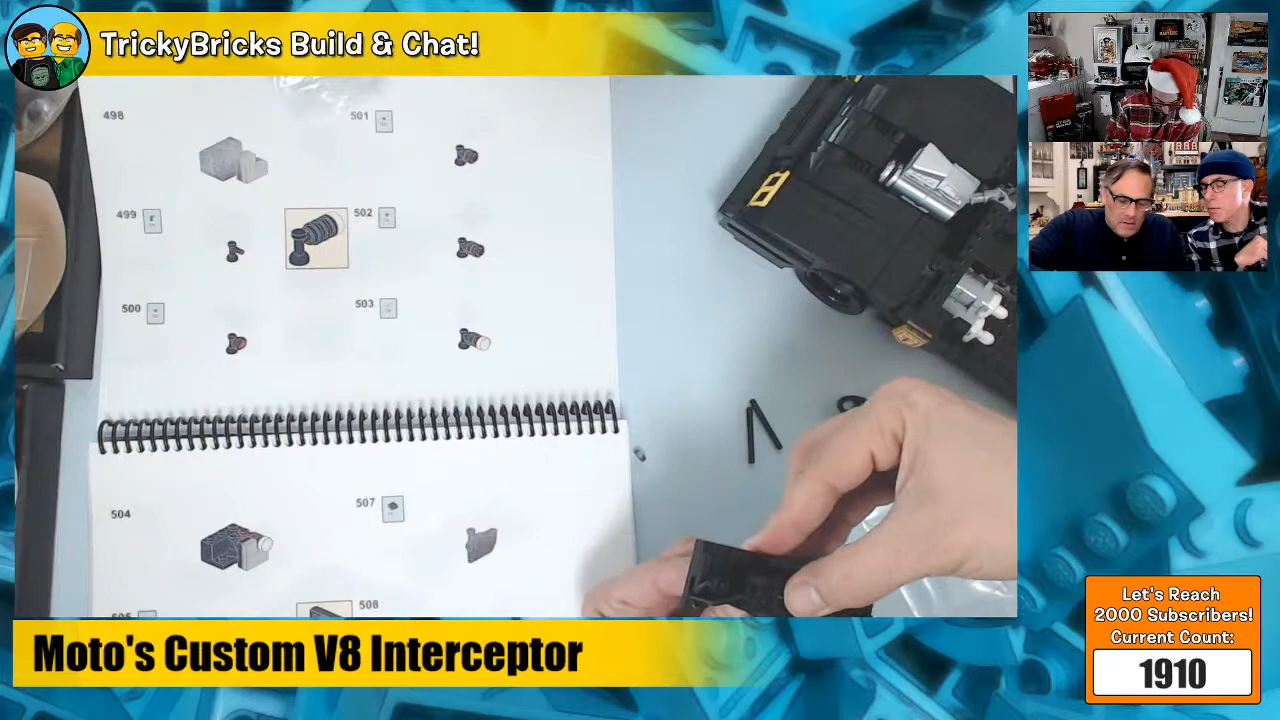 TrickyBricks Build & Chat!
498
501
499
502
500
503
504
507
508
Moto's Custom V8 Interceptor
Let's Reach
2000 Subscribers!
Current Count:
1910